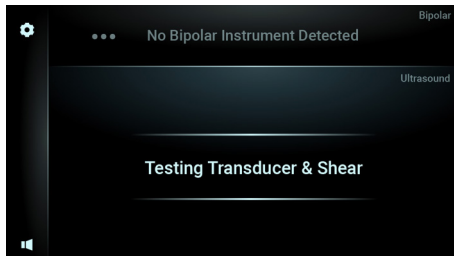 Bipolar
No Bipolar Instrument Detected
Ultrasound
Testing Transducer & Shear